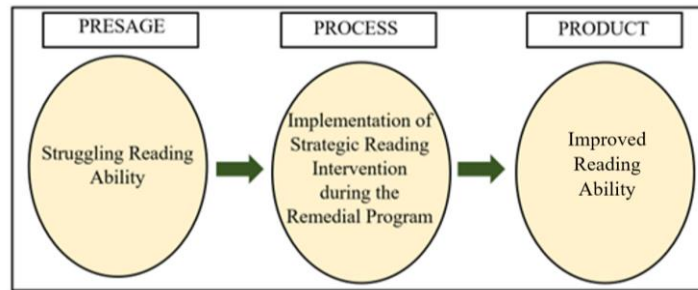 PRESAGE
PROCESS
PRODUCT
Struggling Reading
Ability
Implementation of
Strategic Reading
Intervention
during the
Remedial Program
Improved
Reading
Ability